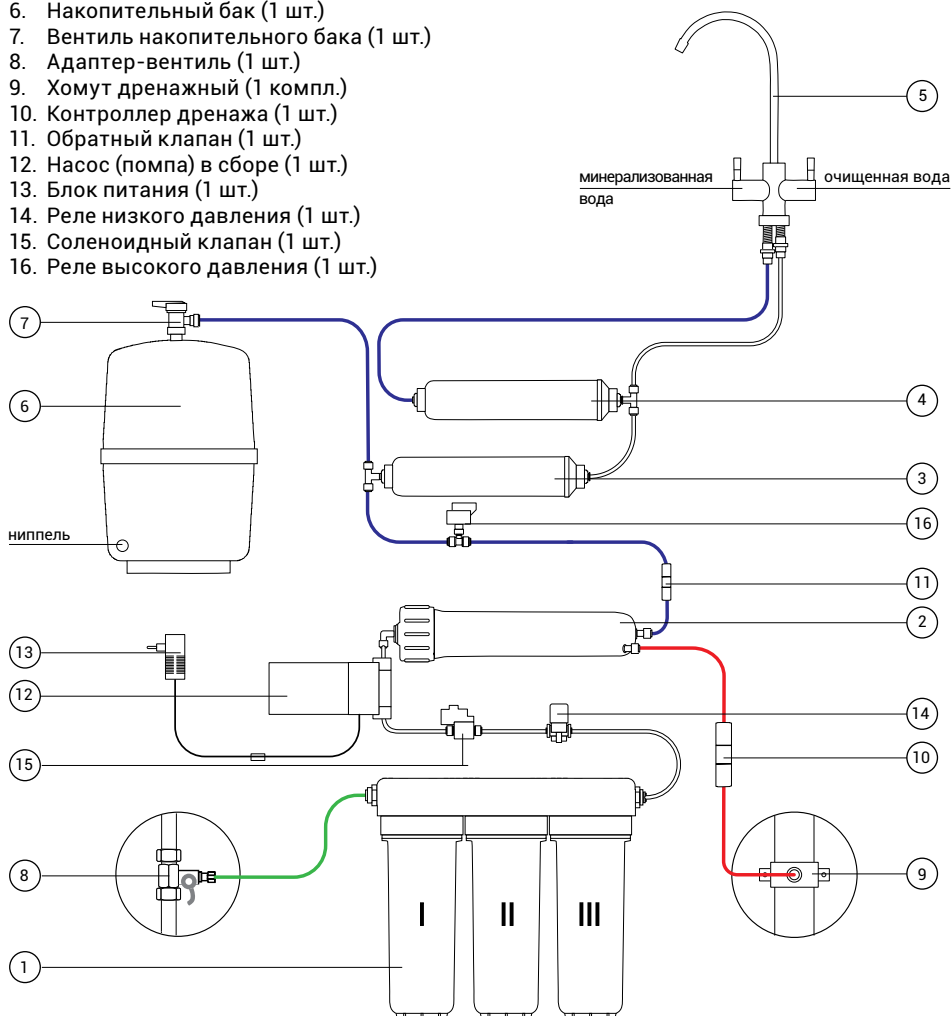 6. Накопительный бак (1 шт.)
7. Вентиль накопительного бака (1 шт.)
8. Адаптер-вентиль (1 шт.)
9. Хомут дренажный (1 компл.)
10. Контроллер дренажа (1 шт.)
11. Обратный клапан (1 шт.)
12. Насос (помпа) в сборе (1 шт.)
13. Блок питания (1 шт.)
14. Реле низкого давления (1 шт.)
15. Соленоидный клапан (1 шт.)
16. Реле высокого давления (1 шт.)
5
минерализованная
вода
очищенная вода
7
6
4
3
16
ниппель
11
2
13
12
14
15
10
8
9
I II III
1